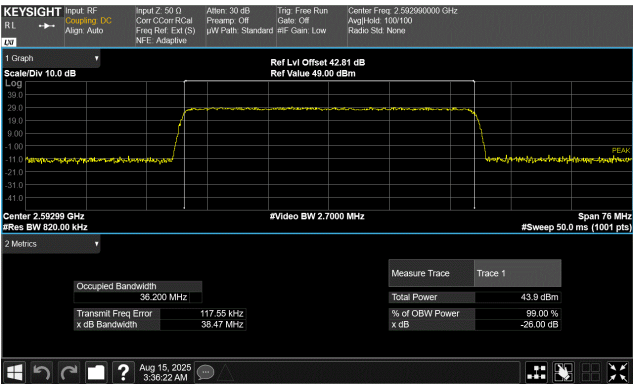 KEYSIGHT Input: RF Input Z: 50 Ω Atten: 30 dB Trig: Free Run Center Freq: 2.592990000 GHz
RL Coupling: DC Corr CCorr RCal Preamp: Off Gate: Off Avg|Hold: 100/100
Align: Auto Freq Ref: Ext (S) µW Path: Standard #IF Gain: Low Radio Std: None
LXI NFE: Adaptive
1 Graph
Ref Lvl Offset 42.81 dB
Scale/Div 10.0 dB Ref Value 49.00 dBm
Log
39.0
29.0
19.0
9.00
-1.00
PEAK
-11.0
-21.0
-31.0
-41.0
Center 2.59299 GHz #Video BW 2.7000 MHz Span 76 MHz
#Res BW 820.00 kHz #Sweep 50.0 ms (1001 pts)
2 Metrics
Measure Trace Trace 1
Occupied Bandwidth
36.200 MHz Total Power 43.9 dBm
Transmit Freq Error 117.55 kHz % of OBW Power 99.00 %
x dB Bandwidth 38.47 MHz x dB -26.00 dB
Aug 15, 2025
3:36:22 AM